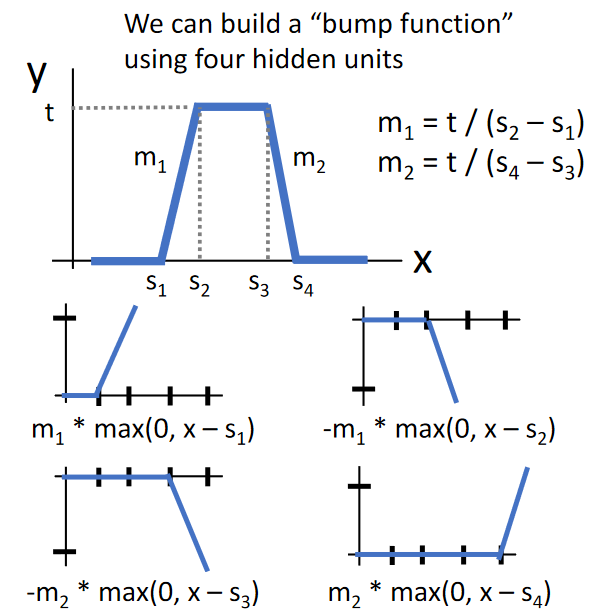 We can build a “bump function”
using four hidden units
y
t
m₁
m₂
m₁ = t / (s₂ – s₁)
m₂ = t / (s₄ – s₃)
x
s₁ s₂ s₃ s₄
m₁ * max(0, x – s₁)
-m₁ * max(0, x – s₂)
-m₂ * max(0, x – s₃)
m₂ * max(0, x – s₄)